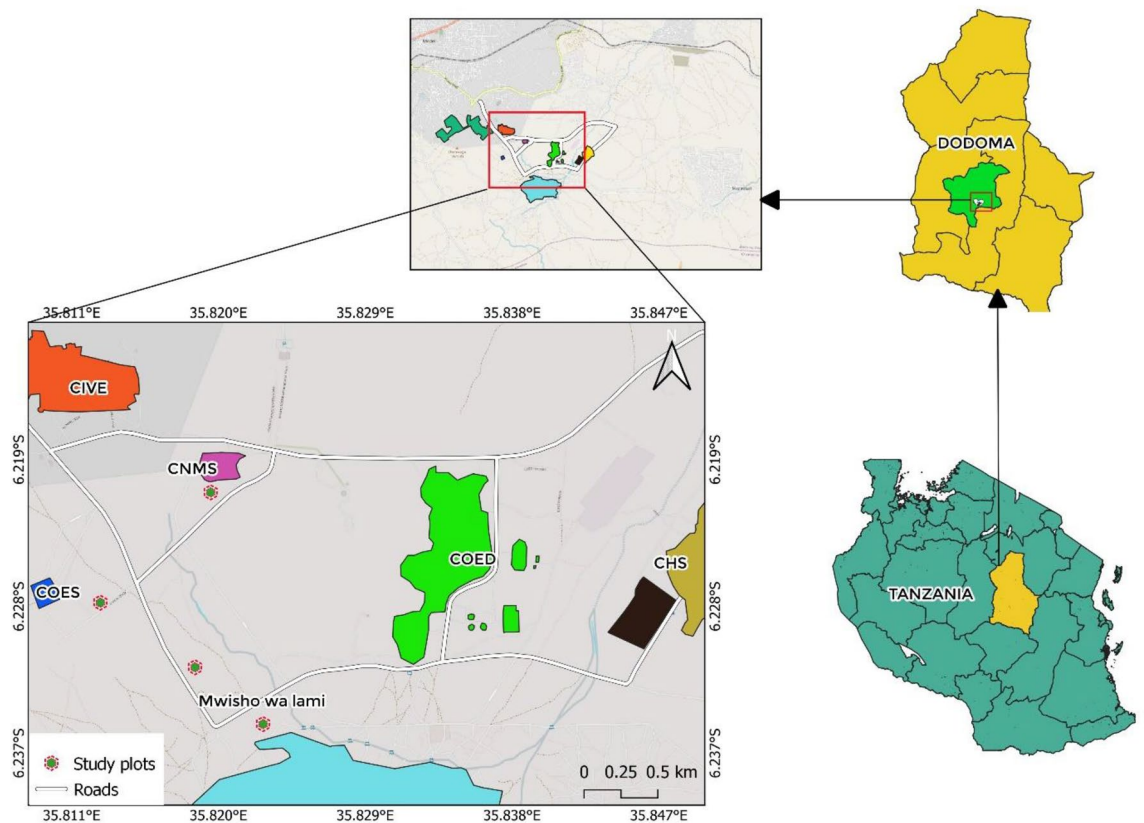 DODOMA
35.811°E 35.820°E 35.829°E 35.838°E 35.847°E
N
CIVE
6.219°S
6.219°S
CNMS
COED
CHS
COES
6.228°S
6.228°S
TANZANIA
Mwisho wa lami
6.237°S
6.237°S
Study plots
Roads
0 0.25 0.5 km
35.811°E 35.820°E 35.829°E 35.838°E 35.847°E